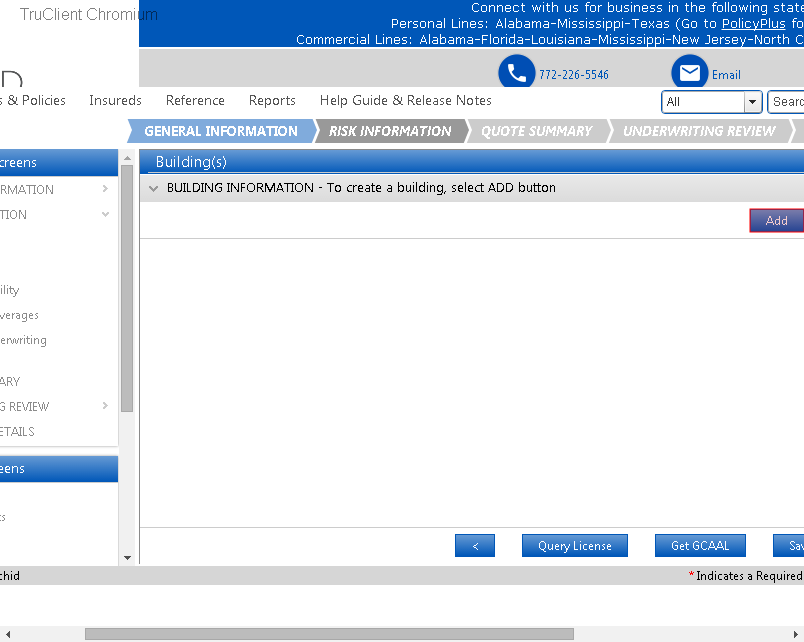 TruClient Chromium
Connect with us for business in the following state
Personal Lines: Alabama-Mississippi-Texas (Go to PolicyPlus fo
Commercial Lines: Alabama-Florida-Louisiana-Mississippi-New Jersey-North C
D
772-226-5546
Email
s & Policies Insureds Reference Reports Help Guide & Release Notes
All
Searc
GENERAL INFORMATION RISK INFORMATION QUOTE SUMMARY UNDERWRITING REVIEW
creens
Building(s)
RMATION
BUILDING INFORMATION - To create a building, select ADD button
TION
Add
ility
verages
erwriting
ARY
G REVIEW
ETAILS
eens
ts
< Query License Get GCAAL Sav
chid
* Indicates a Required